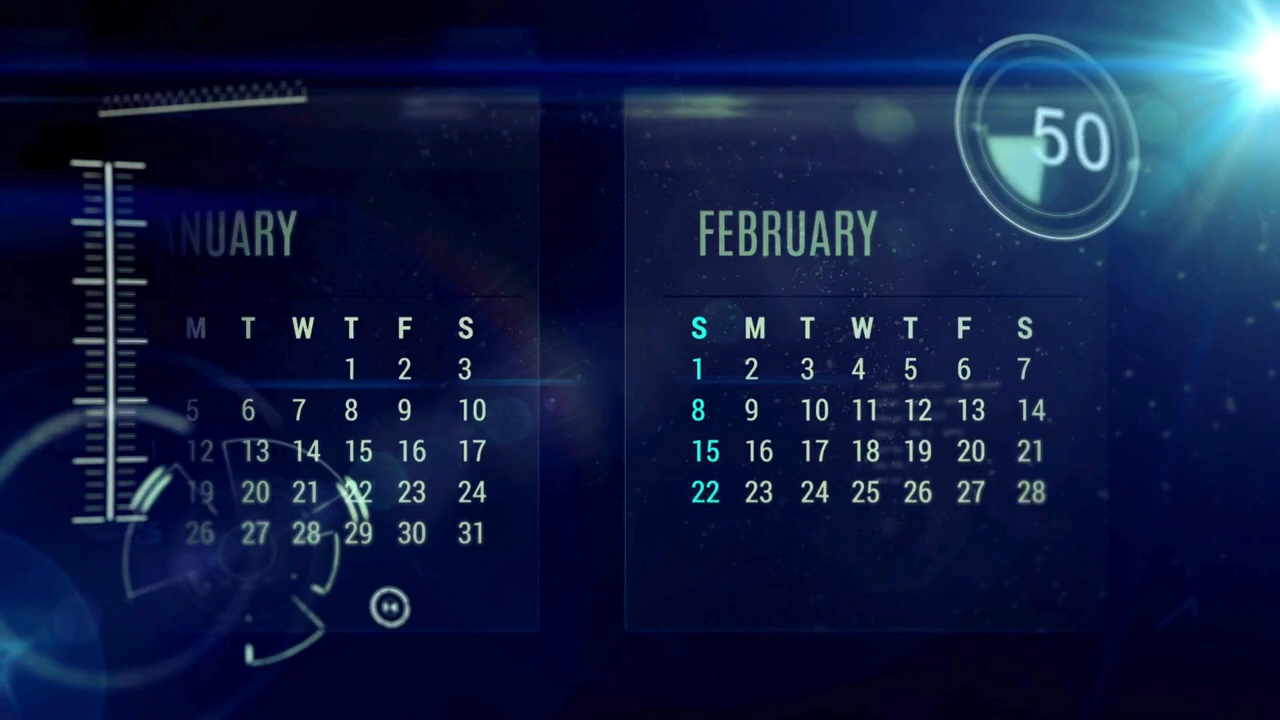 50
ANUARY
M T W T F S
1 2 3
5 6 7 8 9 10
12 13 14 15 16 17
19 20 21 22 23 24
25 26 27 28 29 30 31
FEBRUARY
S M T W T F S
1 2 3 4 5 6 7
8 9 10 11 12 13 14
15 16 17 18 19 20 21
22 23 24 25 26 27 28